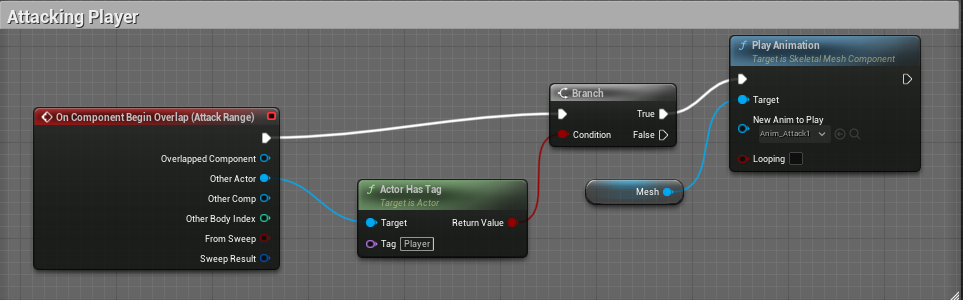 Attacking Player
Play Animation
Target is Skeletal Mesh Component
Target
New Anim to Play
Anim_Attack1
Looping
Branch
True
Condition
False
On Component Begin Overlap (Attack Range)
Overlapped Component
Other Actor
Other Comp
Other Body Index
From Sweep
Sweep Result
Actor Has Tag
Target is Actor
Target
Return Value
Tag
Player
Mesh